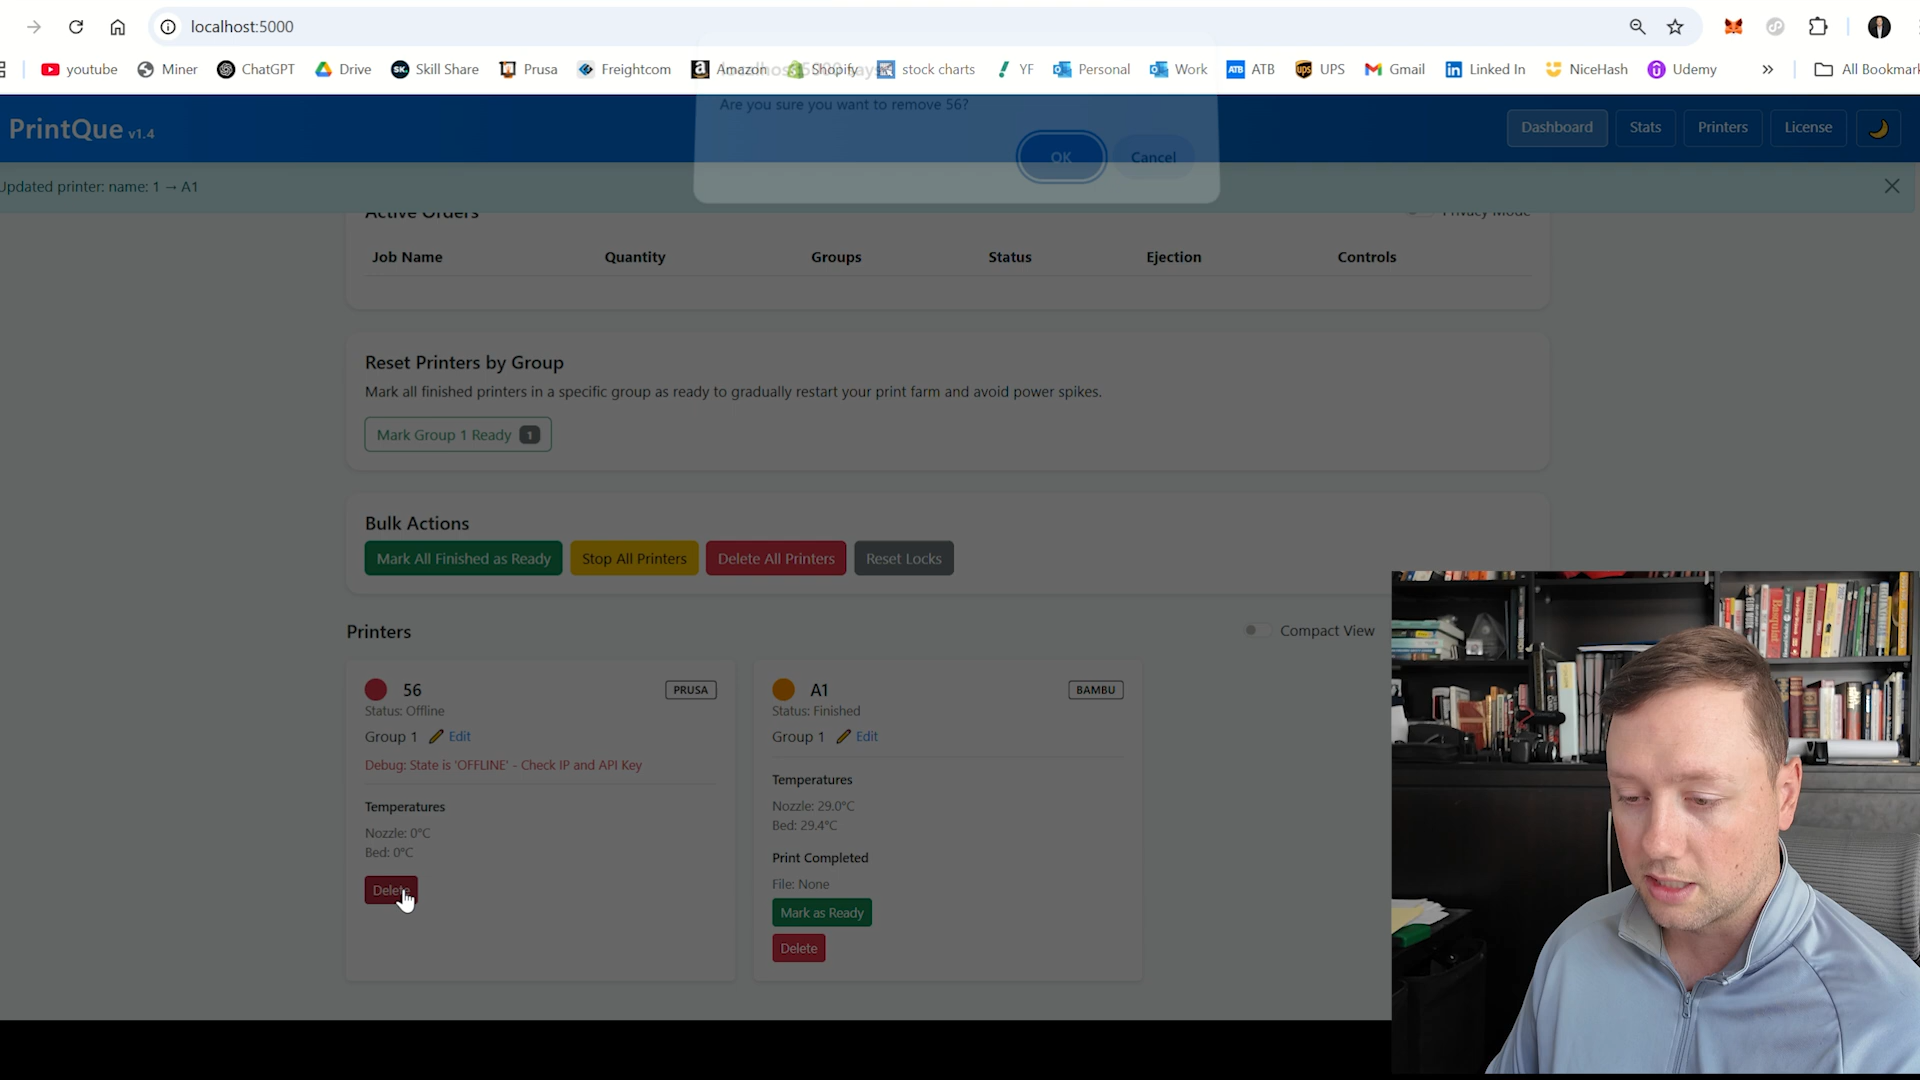 localhost:5000
youtube Miner ChatGPT Drive Skill Share Prusa Freightcom Amazon Shopify stock charts YF Personal Work ATB UPS Gmail Linked In NiceHash Udemy » All Bookmark
Are you sure you want to remove 56?
OK Cancel
PrintQue v1.4
Dashboard Stats Printers License
Updated printer: name: 1 → A1
Active Orders Privacy Mode
Job Name Quantity Groups Status Ejection Controls
Reset Printers by Group
Mark all finished printers in a specific group as ready to gradually restart your print farm and avoid power spikes.
Mark Group 1 Ready 1
Bulk Actions
Mark All Finished as Ready Stop All Printers Delete All Printers Reset Locks
Printers Compact View
56 PRUSA
Status: Offline
Group 1 Edit
Debug: State is 'OFFLINE' - Check IP and API Key
Temperatures
Nozzle: 0°C
Bed: 0°C
Delete
A1 BAMBU
Status: Finished
Group 1 Edit
Temperatures
Nozzle: 29.0°C
Bed: 29.4°C
Print Completed
File: None
Mark as Ready
Delete